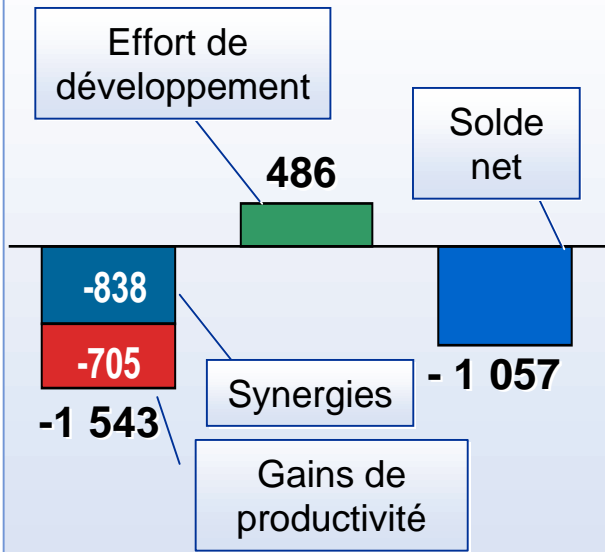 Effort de
développement
Solde
net
486
-838
-705
-1 543
Synergies
- 1 057
Gains de
productivité